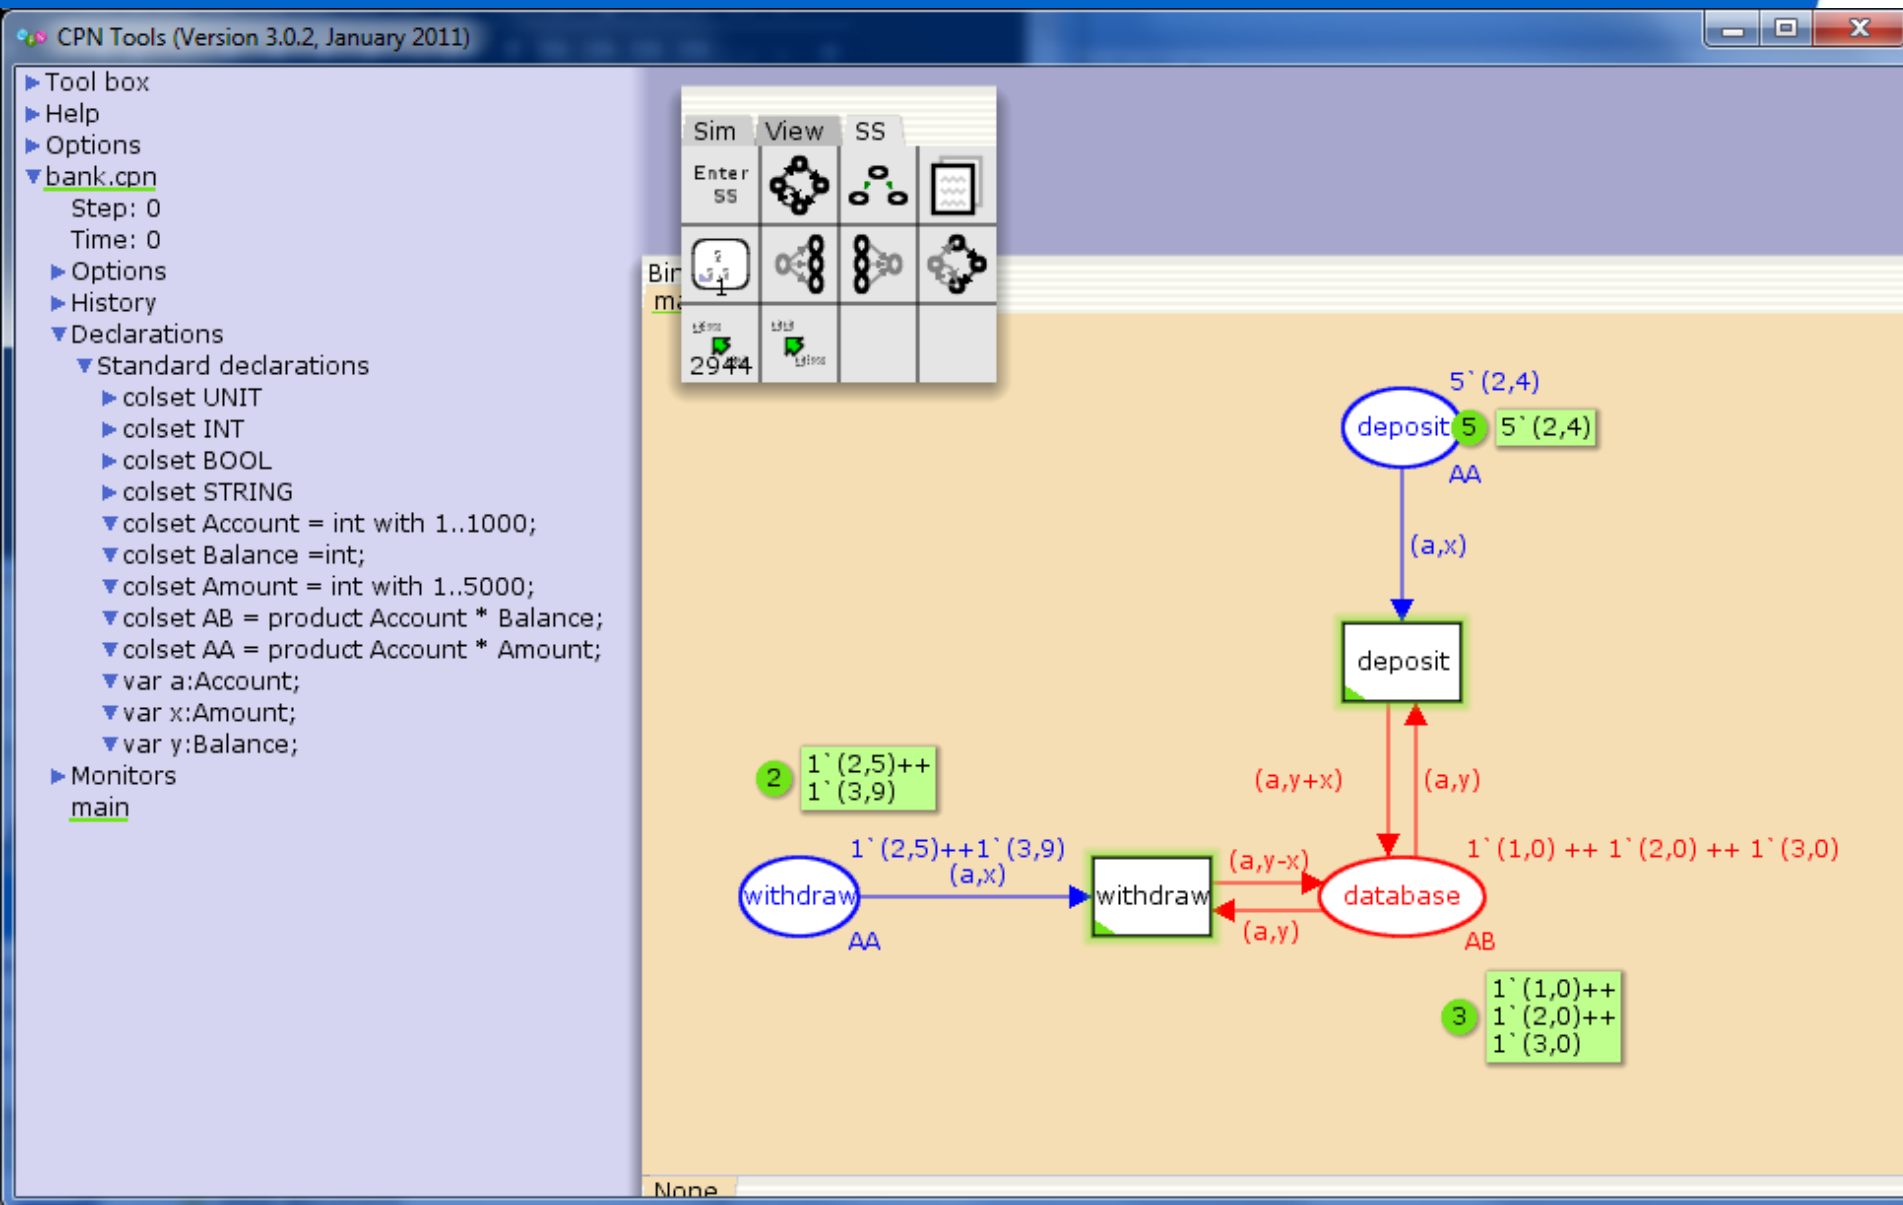 CPN Tools (Version 3.0.2, January 2011)
Tool box
Help
Options
bank.cpn
Step: 0
Time: 0
Options
History
Declarations
Standard declarations
colset UNIT
colset INT
colset BOOL
colset STRING
colset Account = int with 1..1000;
colset Balance =int;
colset Amount = int with 1..5000;
colset AB = product Account * Balance;
colset AA = product Account * Amount;
var a:Account;
var x:Amount;
var y:Balance;
Monitors
main
Sim View SS
Enter
SS
1
2944
Bin
ma
5`(2,4)
deposit 5 5`(2,4)
AA
(a,x)
deposit
(a,y+x) (a,y)
2 1`(2,5)++
1`(3,9)
1`(2,5)++1`(3,9)
(a,x)
withdraw
AA
withdraw
(a,y-x)
(a,y)
1`(1,0) ++ 1`(2,0) ++ 1`(3,0)
database
AB
3 1`(1,0)++
1`(2,0)++
1`(3,0)
None